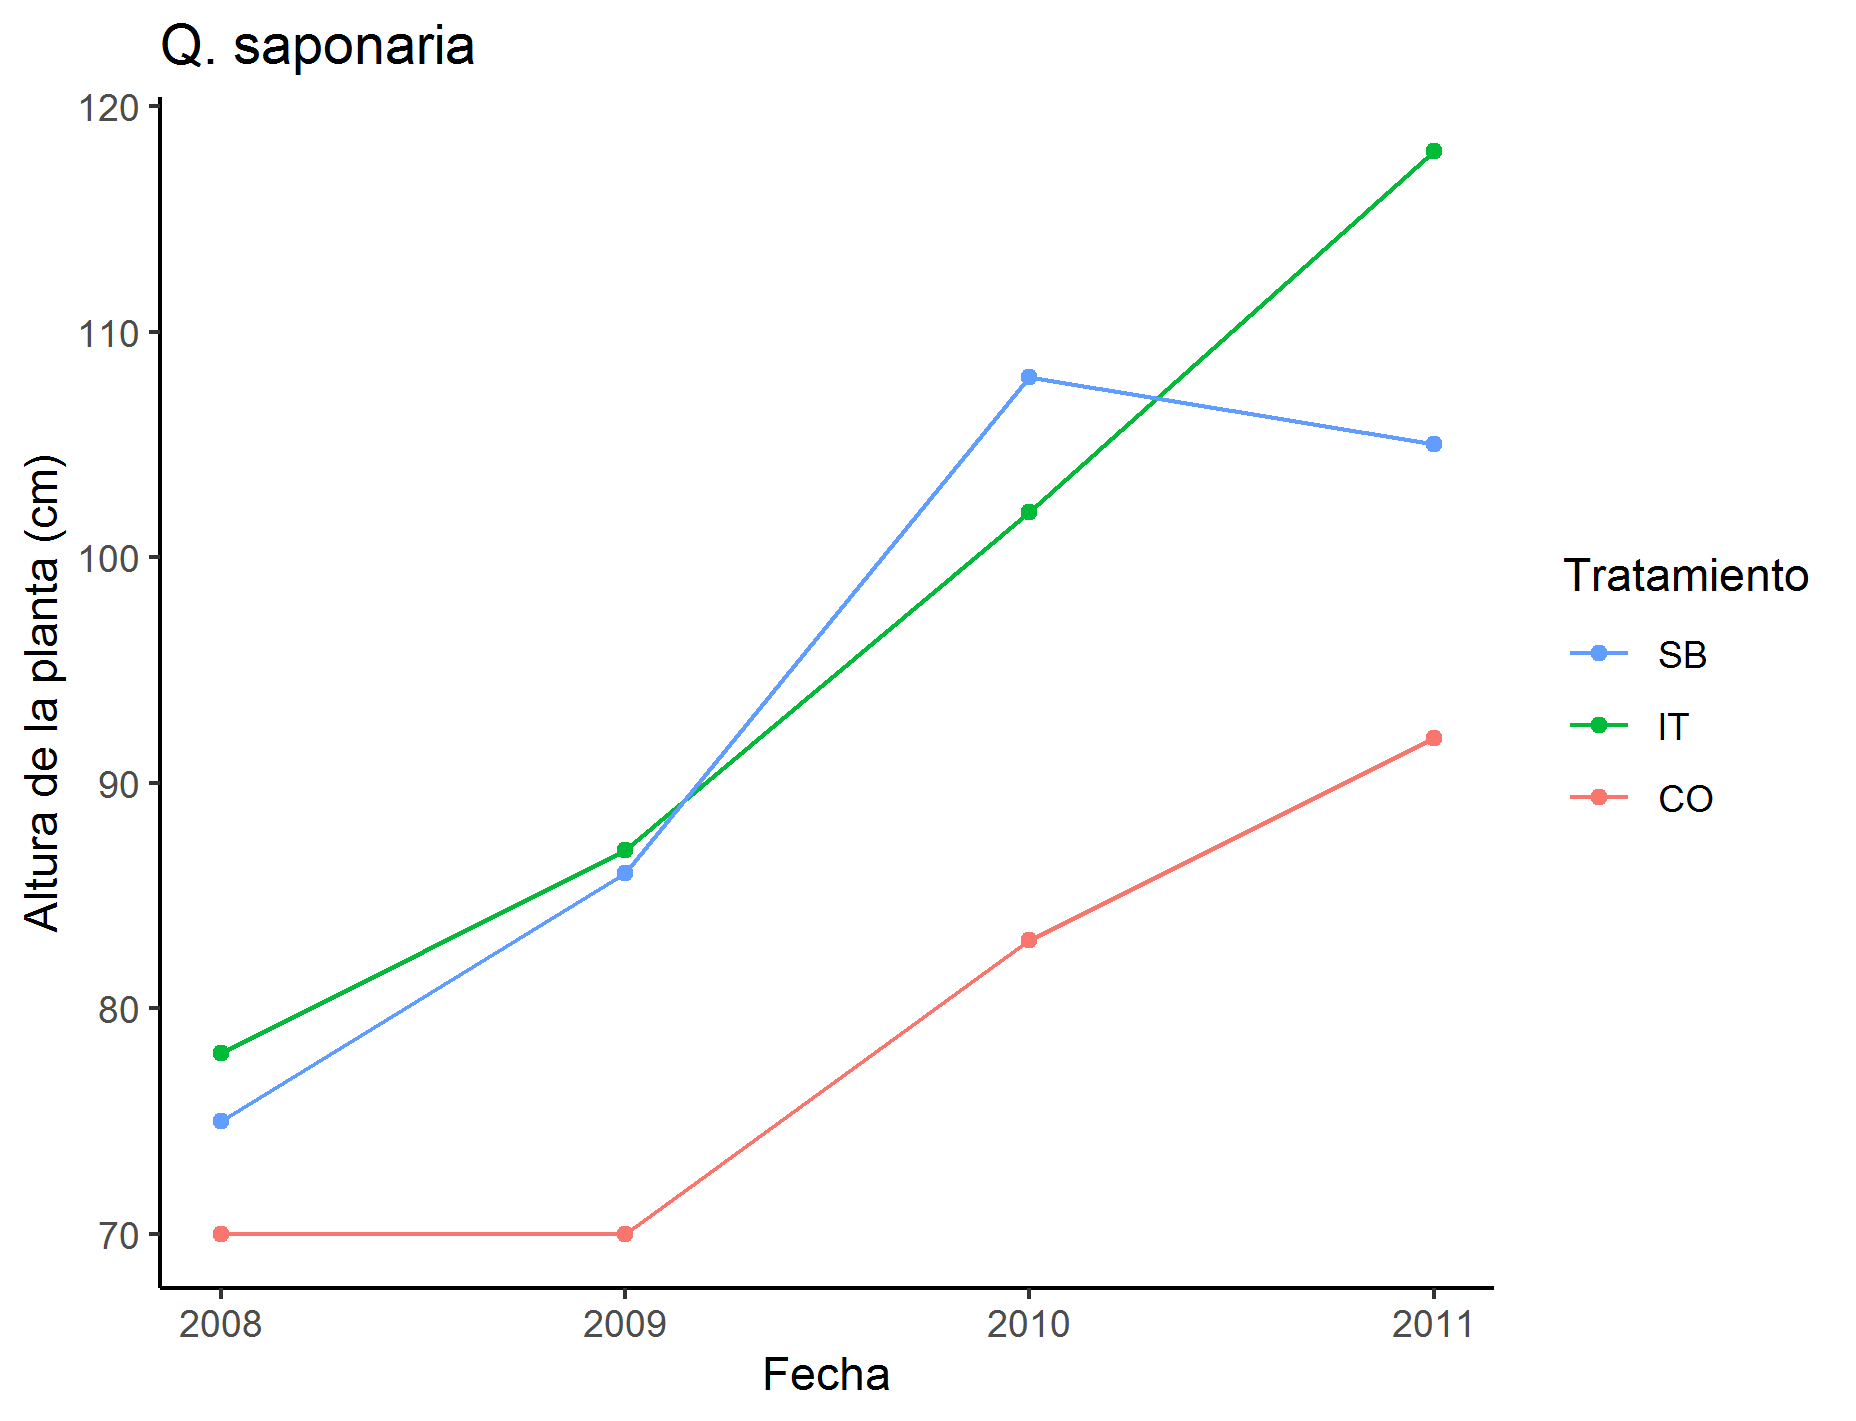 Q. saponaria
120
110
100
90
80
70
Altura de la planta (cm)
2008 2009 2010 2011
Fecha
Tratamiento
SB
IT
CO